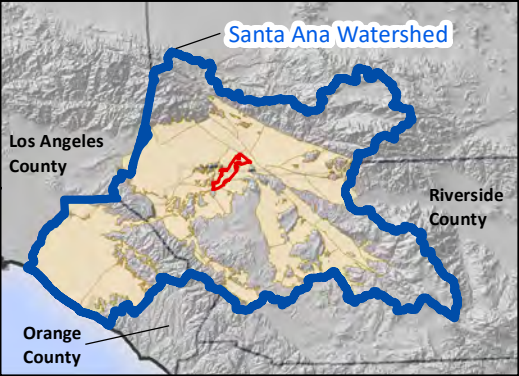 Santa Ana Watershed
Los Angeles
County
Riverside
County
Orange
County